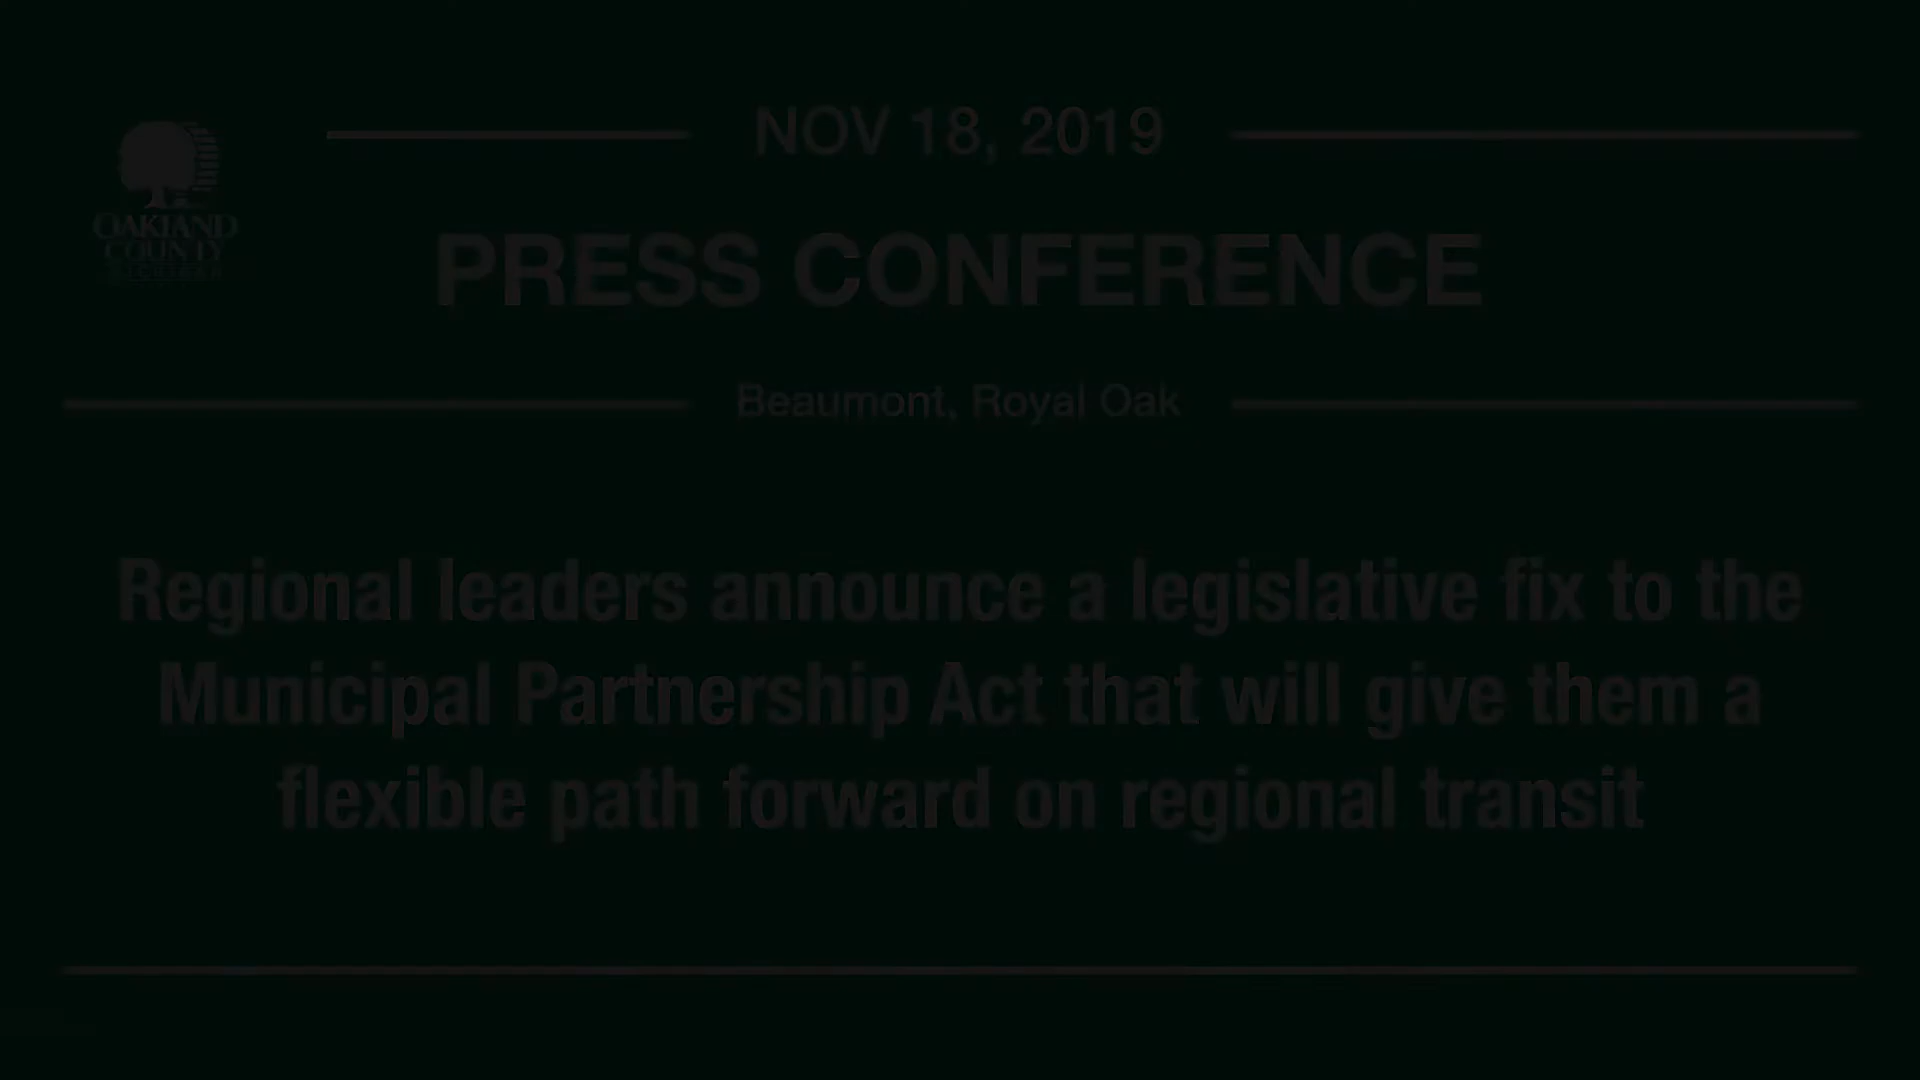 NOV 18, 2019
OAKLAND
COUNTY
PRESS CONFERENCE
Beaumont, Royal Oak
Regional leaders announce a legislative fix to the
Municipal Partnership Act that will give them a
flexible path forward on regional transit